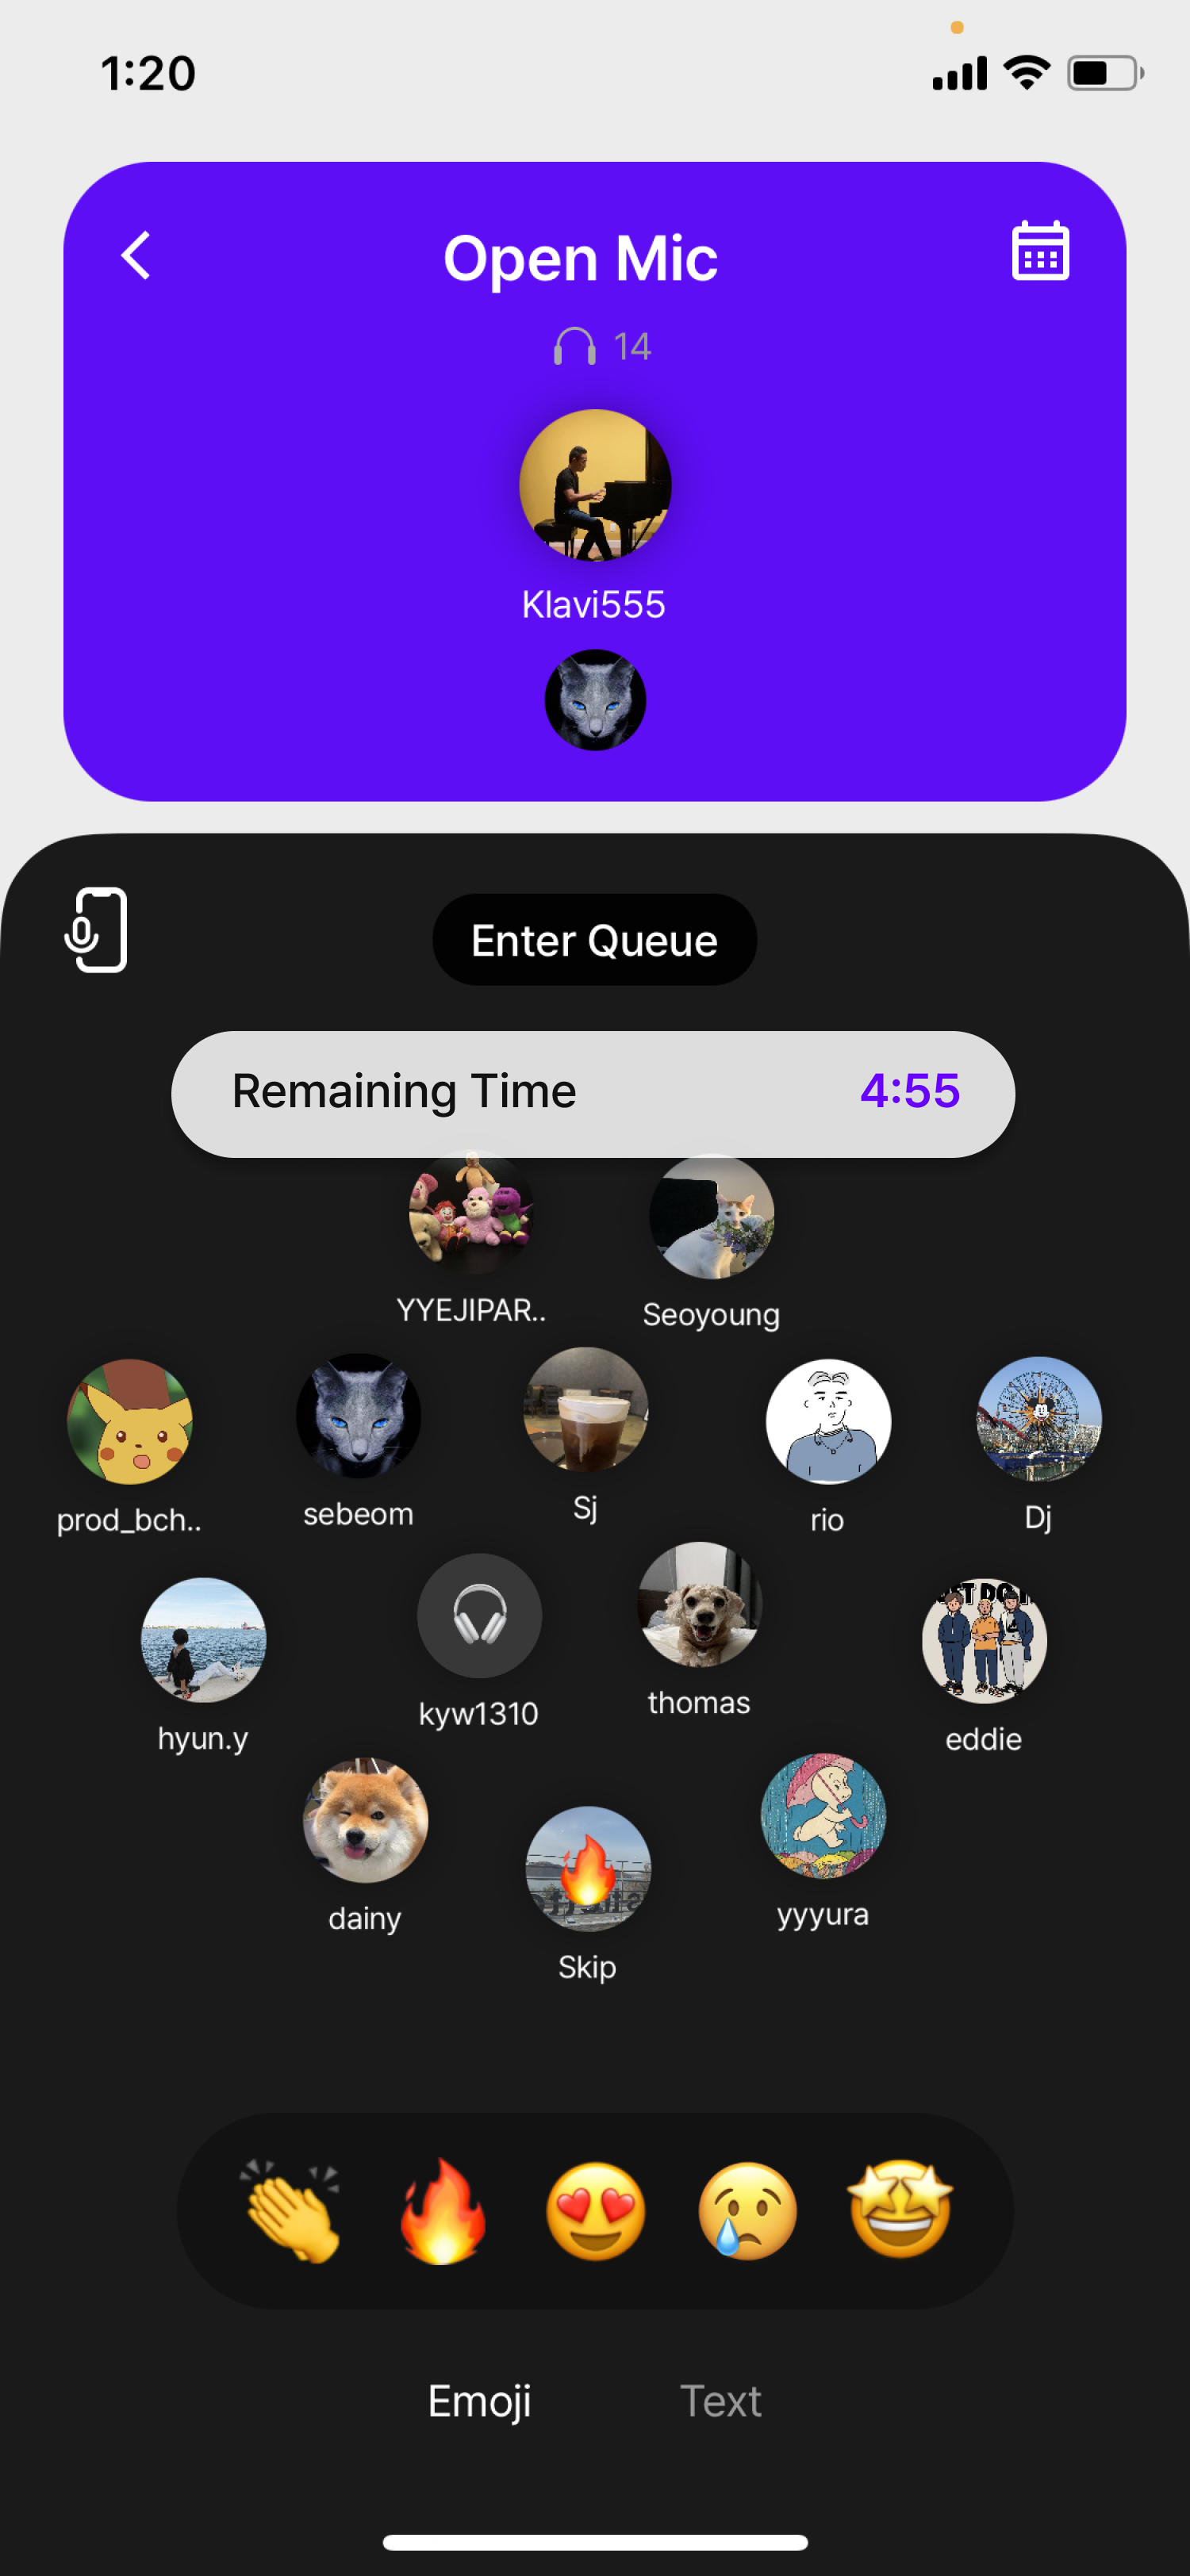 1:20
Open Mic
14
Klavi555
Enter Queue
Remaining Time 4:55
YYEJIPAR..
Seoyoung
prod_bch..
sebeom
Sj
rio
Dj
hyun.y
kyw1310
thomas
eddie
dainy
Skip
yyyura
Emoji
Text